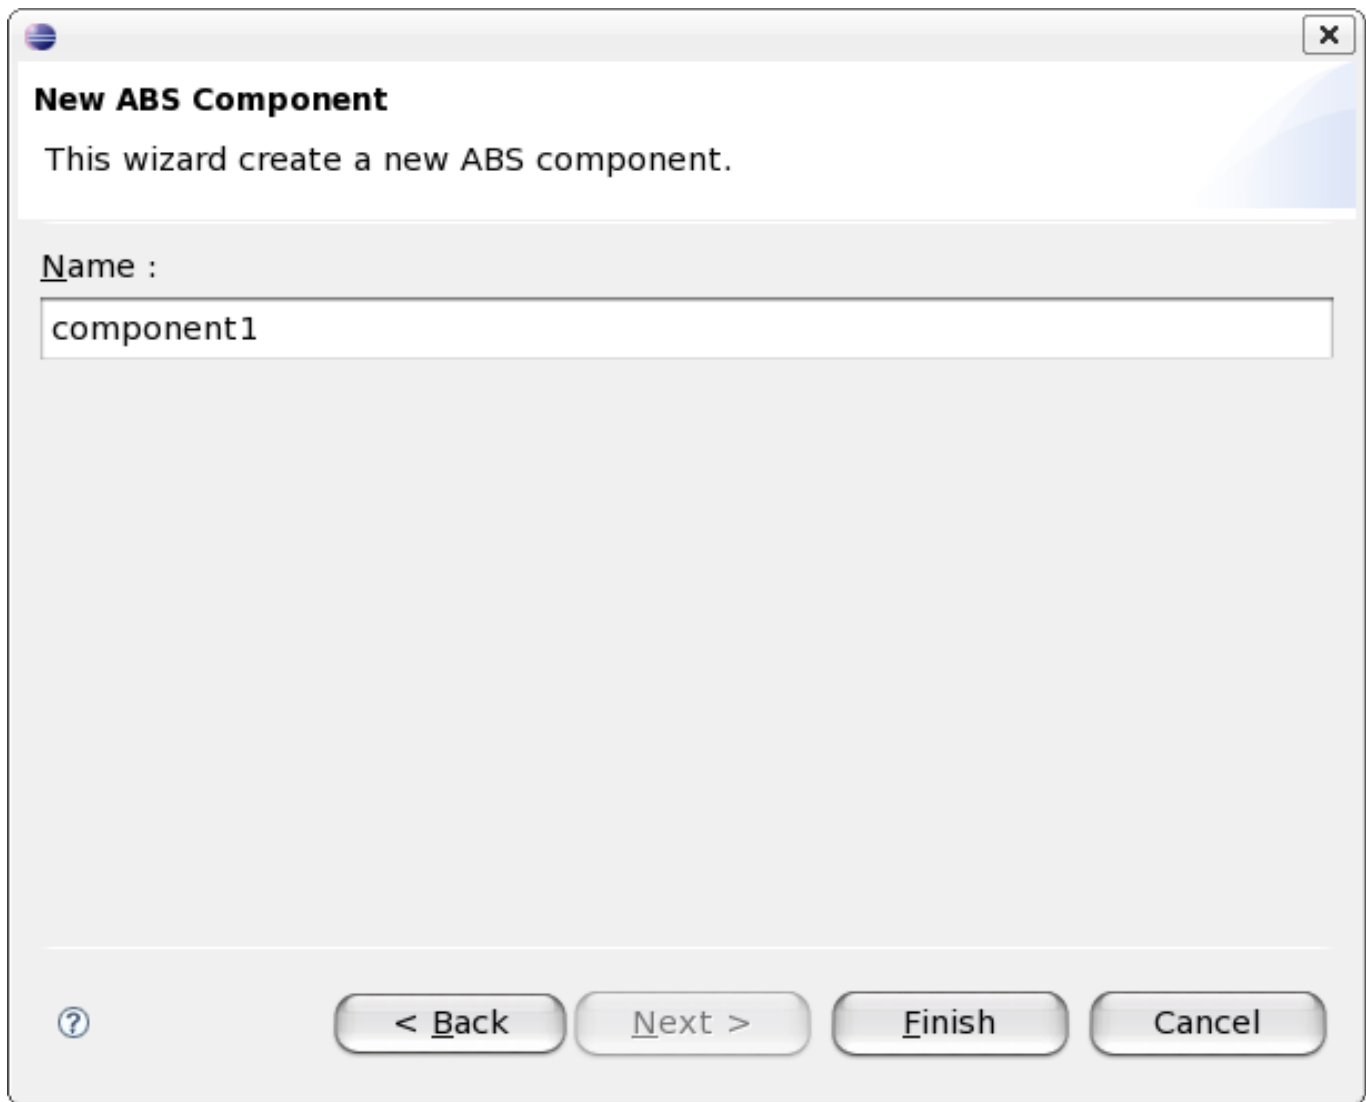 New ABS Component
This wizard create a new ABS component.
Name :
component1
?
< Back Next > Finish Cancel